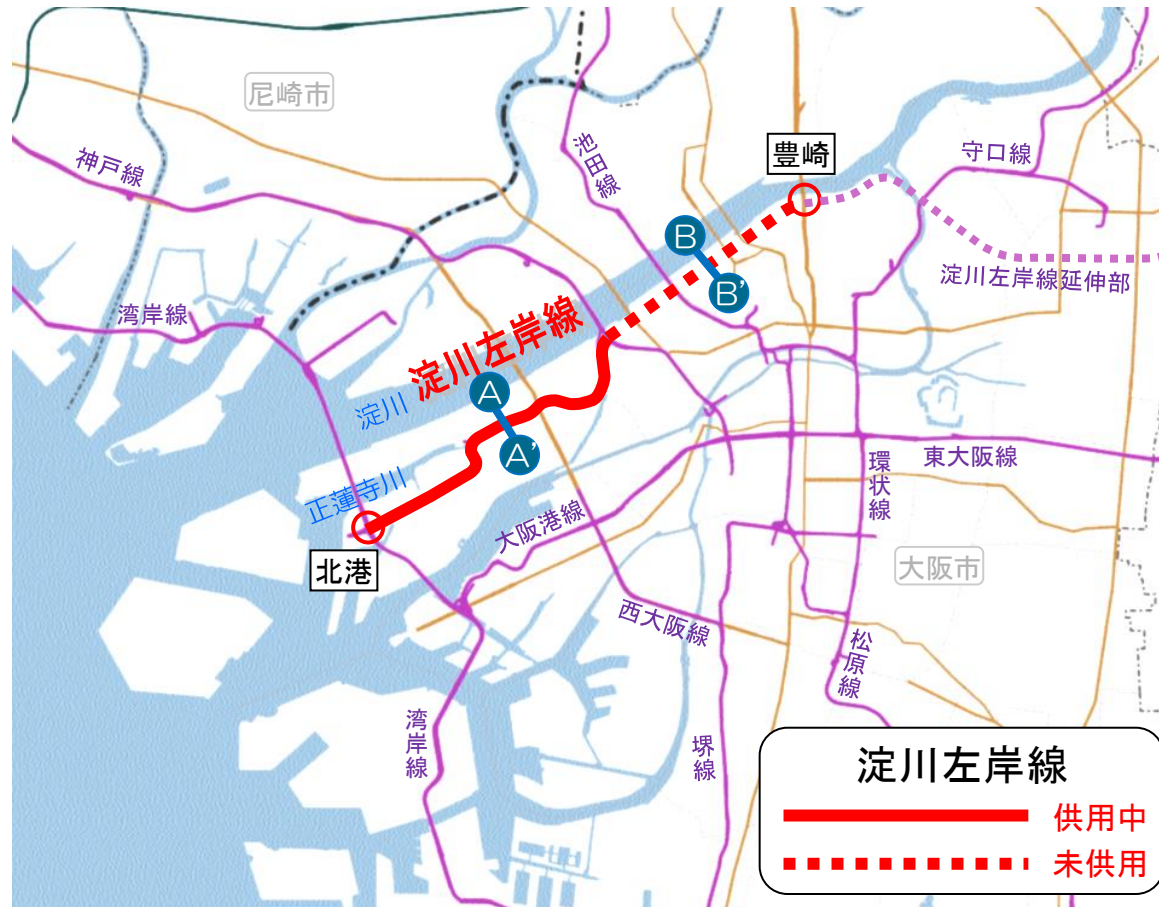 尼崎市
神戸線
池田線
豊崎
守口線
B
B'
淀川左岸線延伸部
湾岸線
淀川左岸線
淀川
A
A'
正蓮寺川
北港
大阪港線
東大阪線
環状線
大阪市
西大阪線
松原線
湾岸線
堺線
淀川左岸線
供用中
未供用